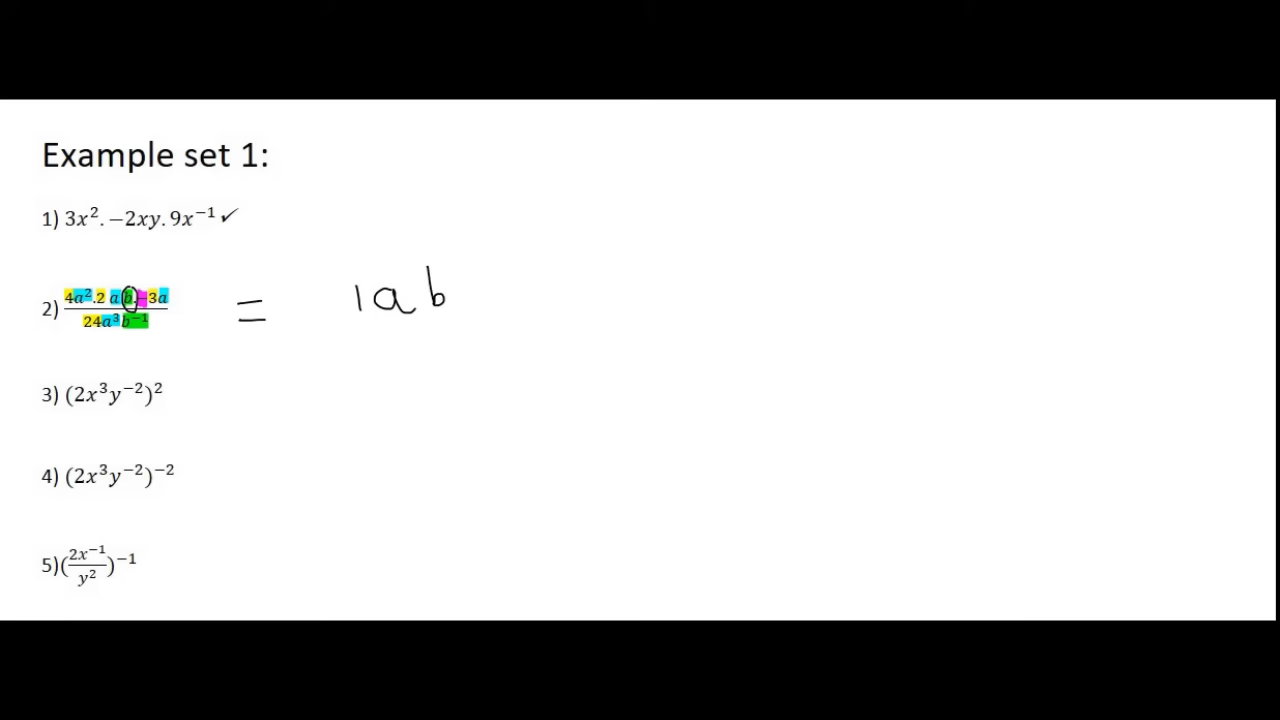 Example set 1:
1) 3x². −2xy. 9x⁻¹ ✓
2) (4a².2 ab.−3a)/(24a³b⁻¹) = 1ab
3) (2x³y⁻²)²
4) (2x³y⁻²)⁻²
5)(2x⁻¹/y²)⁻¹